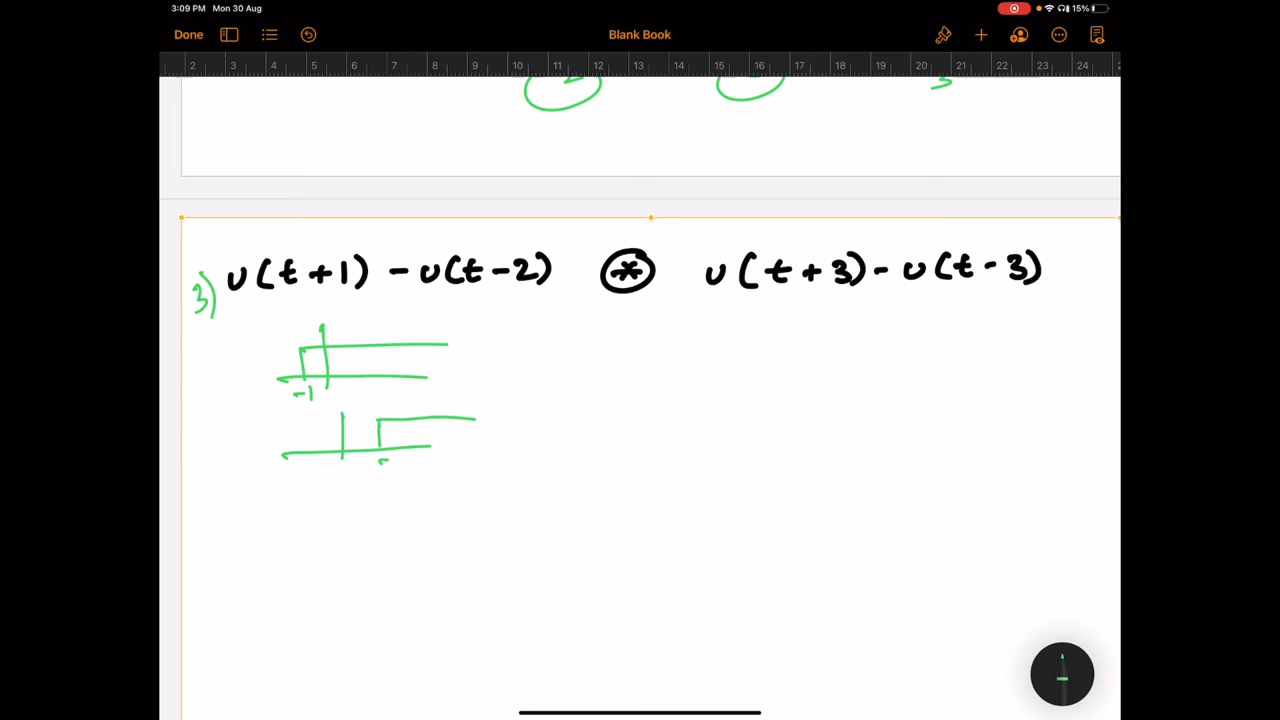 3:09 PM Mon 30 Aug 15%
Done Blank Book
2 3 4 5 6 7 8 9 10 11 12 13 14 15 16 17 18 19 20 21 22 23 24
3) u(t+1) - u(t-2) ⊛ u(t+3) - u(t-3)
-1